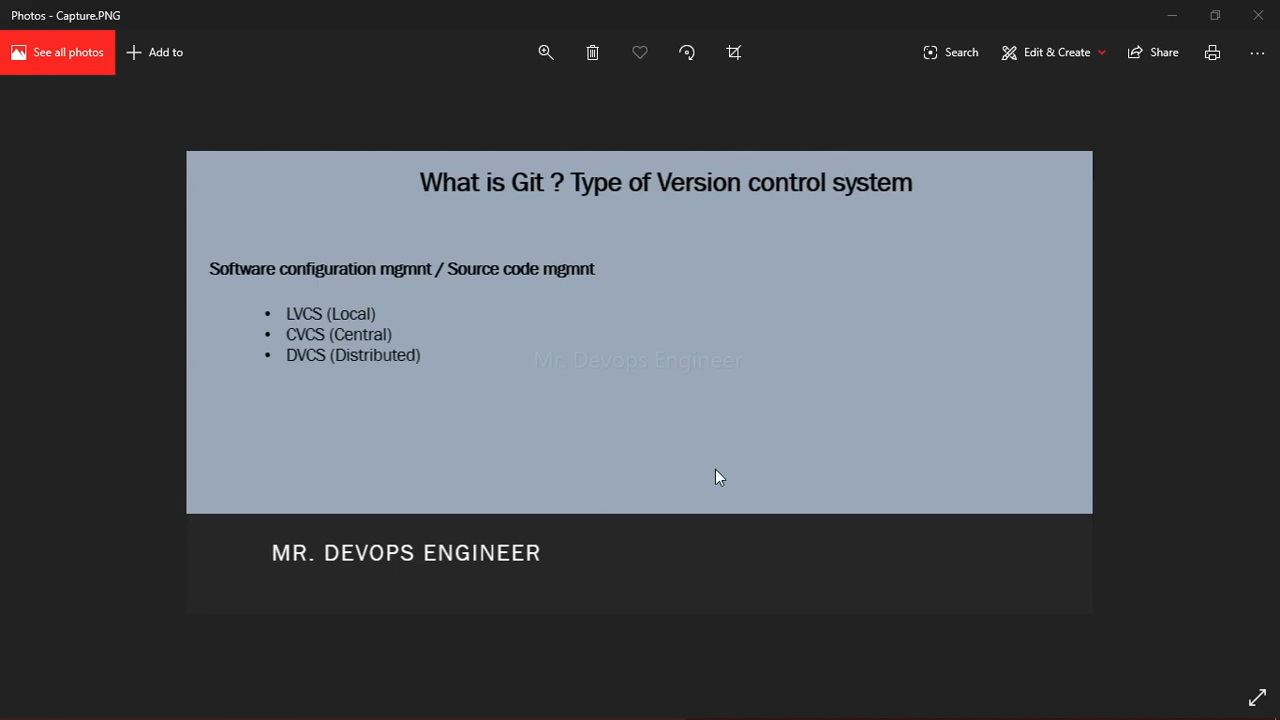 Photos - Capture.PNG
See all photos
Add to
Search
Edit & Create
Share
What is Git ? Type of Version control system
Software configuration mgmnt / Source code mgmnt
• LVCS (Local)
• CVCS (Central)
• DVCS (Distributed)
Mr. Devops Engineer
MR. DEVOPS ENGINEER